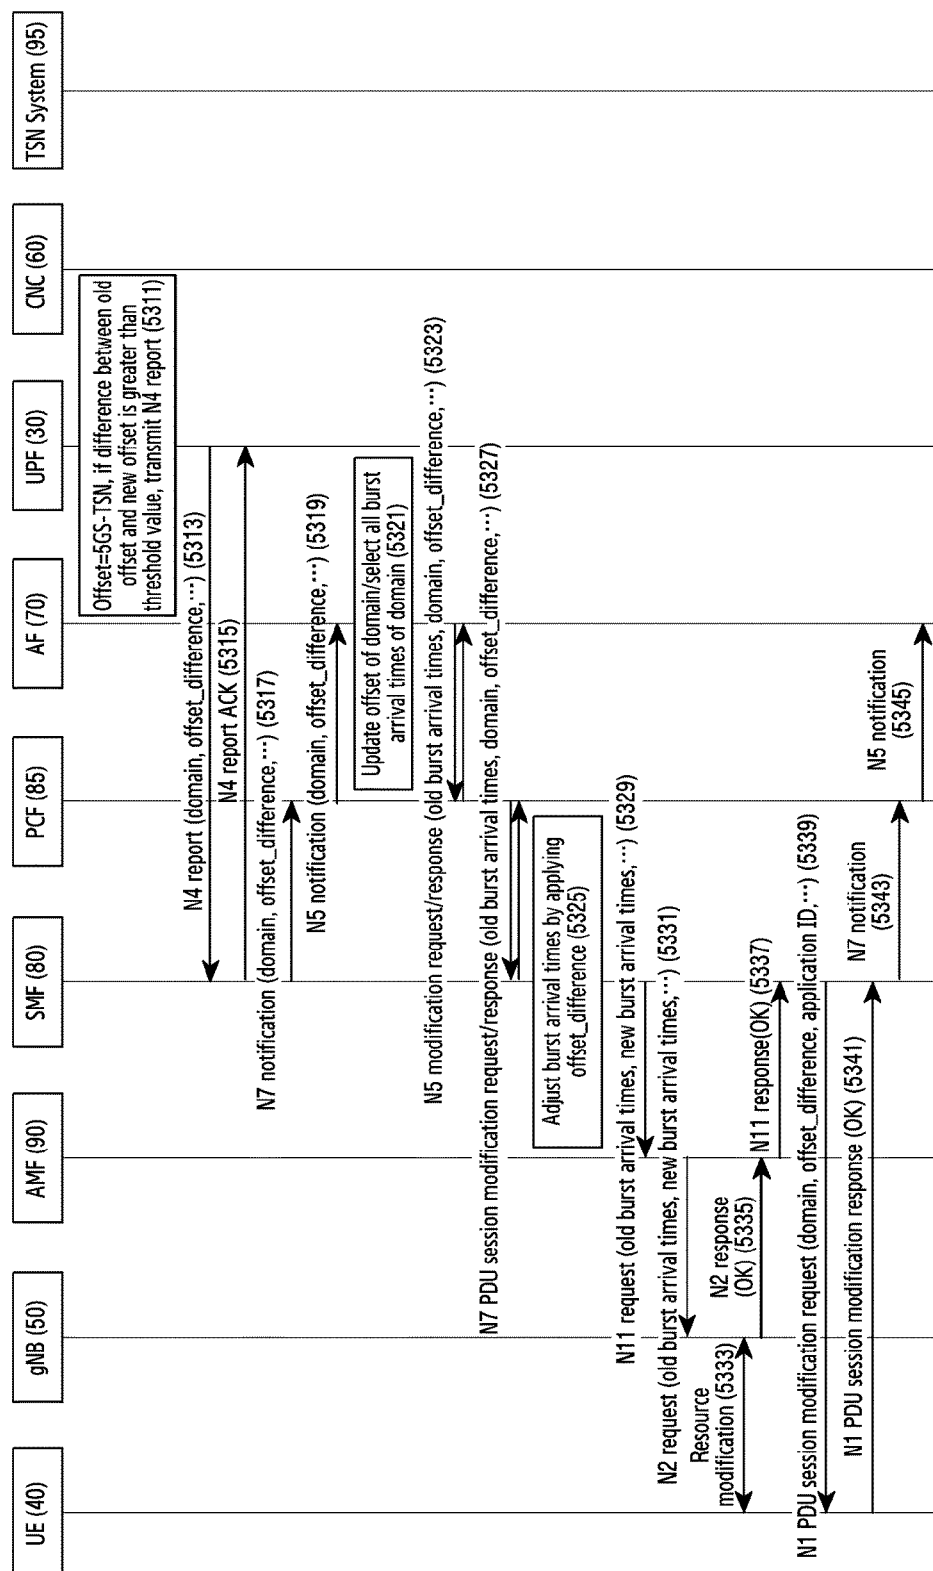 UE (40)
gNB (50)
AMF (90)
SMF (80)
PCF (85)
AF (70)
UPF (30)
CNC (60)
TSN System (95)
Offset=5GS-TSN, if difference between old
offset and new offset is greater than
threshold value, transmit N4 report (5311)
N4 report (domain, offset_difference,···) (5313)
N4 report ACK (5315)
N7 notification (domain, offset_difference,···) (5317)
N5 notification (domain, offset_difference,···) (5319)
Update offset of domain/select all burst
arrival times of domain (5321)
N5 modification request/response (old burst arrival times, domain, offset_difference,···) (5323)
N7 PDU session modification request/response (old burst arrival times, domain, offset_difference,···) (5327)
Adjust burst arrival times by applying
offset_difference (5325)
N11 request (old burst arrival times, new burst arrival times,···) (5329)
N2 request (old burst arrival times, new burst arrival times,···) (5331)
Resource
modification (5333)
N2 response
(OK) (5335)
N11 response(OK) (5337)
N1 PDU session modification request (domain, offset_difference, application ID,···) (5339)
N1 PDU session modification response (OK) (5341)
N7 notification
(5343)
N5 notification
(5345)